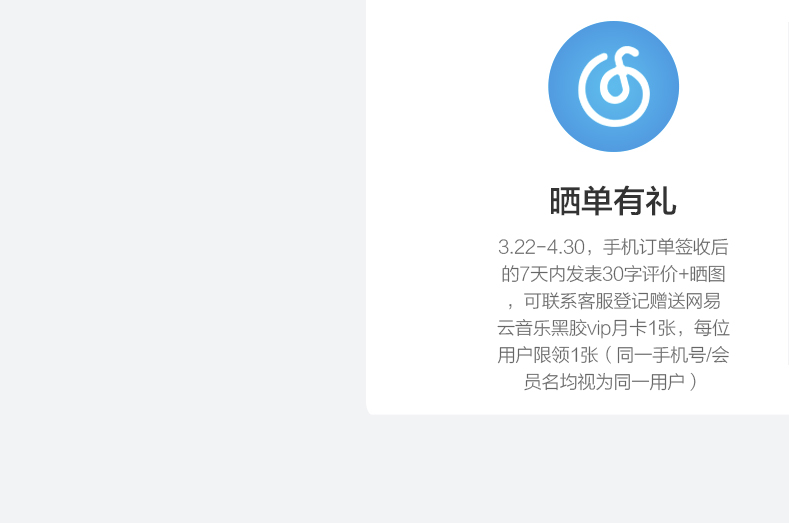 晒单有礼
3.22-4.30，手机订单签收后
的7天内发表30字评价+晒图
，可联系客服登记赠送网易
云音乐黑胶vip月卡1张，每位
用户限领1张（同一手机号/会
员名均视为同一用户）